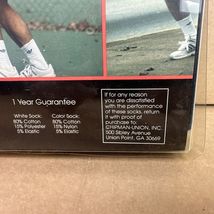 1 Year Guarantee
White Sock: Color Sock:
80% Cotton 80% Cotton
15% Polyester 15% Nylon
5% Elastic 5% Elastic
If for any reason you
are dissatisfied
with the performance
of these socks, return
it with proof of
purchase to:
STRIPMAN-UNION, INC.
500 Sibley Avenue
Union Point, GA 30669